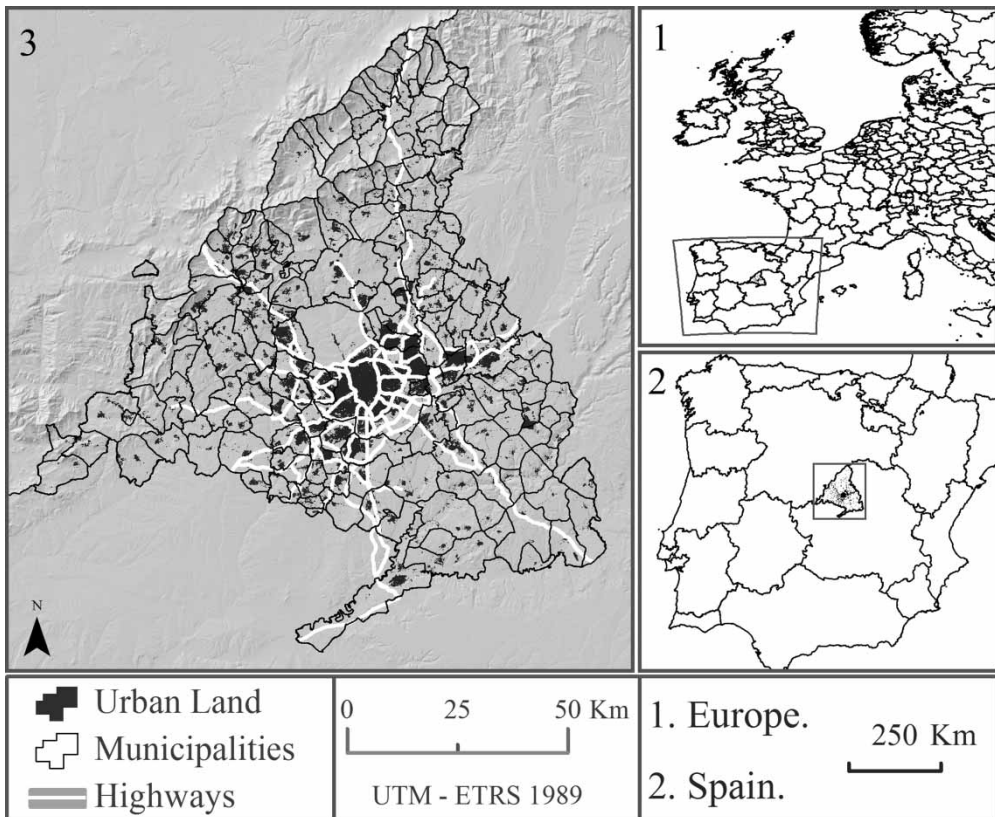 3
1
2
N
Urban Land
Municipalities
Highways
0 25 50 Km
UTM - ETRS 1989
1. Europe.
2. Spain.
250 Km